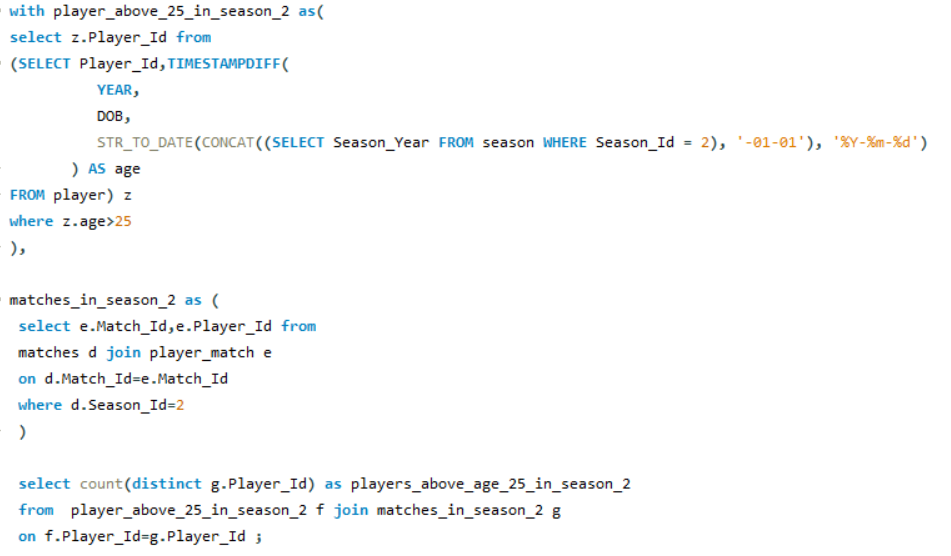 with player_above_25_in_season_2 as(
select z.Player_Id from
(SELECT Player_Id,TIMESTAMPDIFF(
YEAR,
DOB,
STR_TO_DATE(CONCAT((SELECT Season_Year FROM season WHERE Season_Id = 2), '-01-01'), '%Y-%m-%d')
) AS age
FROM player) z
where z.age>25
),
matches_in_season_2 as (
select e.Match_Id,e.Player_Id from
matches d join player_match e
on d.Match_Id=e.Match_Id
where d.Season_Id=2
)
select count(distinct g.Player_Id) as players_above_age_25_in_season_2
from  player_above_25_in_season_2 f join matches_in_season_2 g
on f.Player_Id=g.Player_Id ;